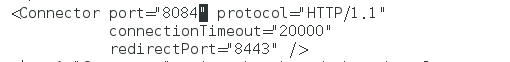 <Connector port="8084" protocol="HTTP/1.1"
connectionTimeout="20000"
redirectPort="8443" />